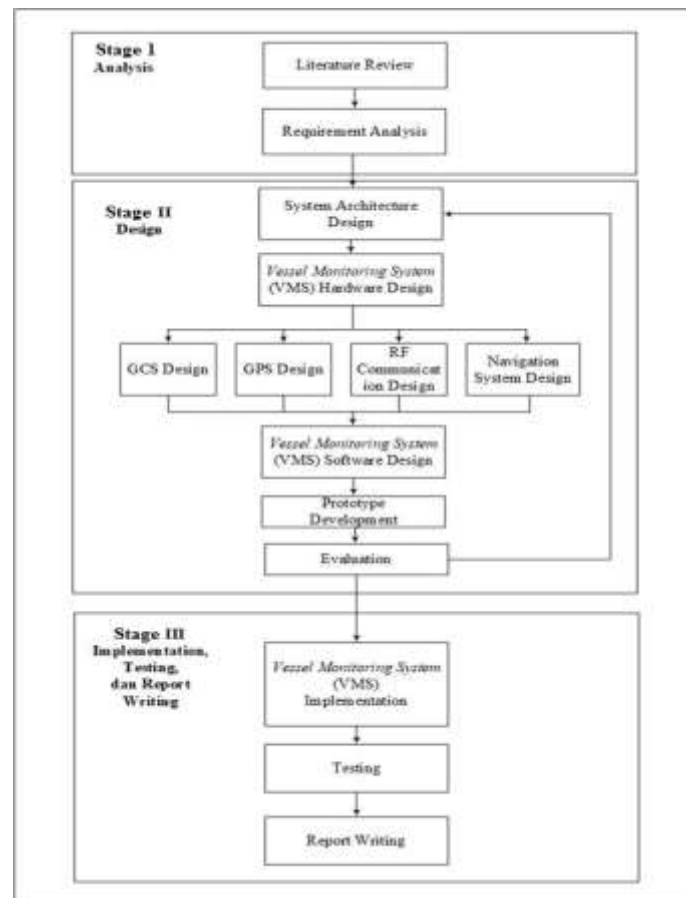 Stage I
Analysis
Literature Review
Requirement Analysis
Stage II
Design
System Architecture
Design
Vessel Monitoring System
(VMS) Hardware Design
GCS Design
GPS Design
RF
Communicat
ion Design
Navigation
System Design
Vessel Monitoring System
(VMS) Software Design
Prototype
Development
Evaluation
Stage III
Implementation,
Testing,
dan Report
Writing
Vessel Monitoring System
(VMS)
Implementation
Testing
Report Writing